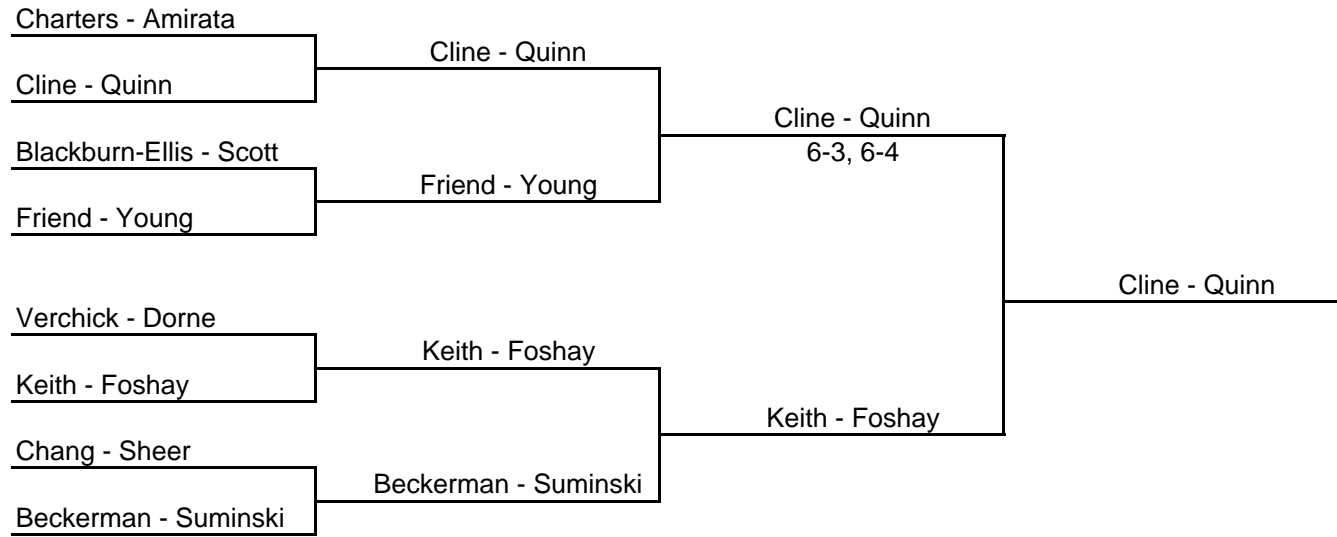 Charters - Amirata
Cline - Quinn
Cline - Quinn
Cline - Quinn
6-3, 6-4
Blackburn-Ellis - Scott
Friend - Young
Friend - Young
Cline - Quinn
Verchick - Dorne
Keith - Foshay
Keith - Foshay
Keith - Foshay
Chang - Sheer
Beckerman - Suminski
Beckerman - Suminski